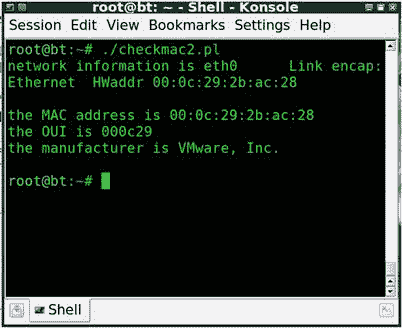 root@bt: ~ - Shell - Konsole
Session Edit View Bookmarks Settings Help
root@bt:~# ./checkmac2.pl
network information is eth0      Link encap:
Ethernet  HWaddr 00:0c:29:2b:ac:28
the MAC address is 00:0c:29:2b:ac:28
the OUI is 000c29
the manufacturer is VMware, Inc.
root@bt:~#
Shell